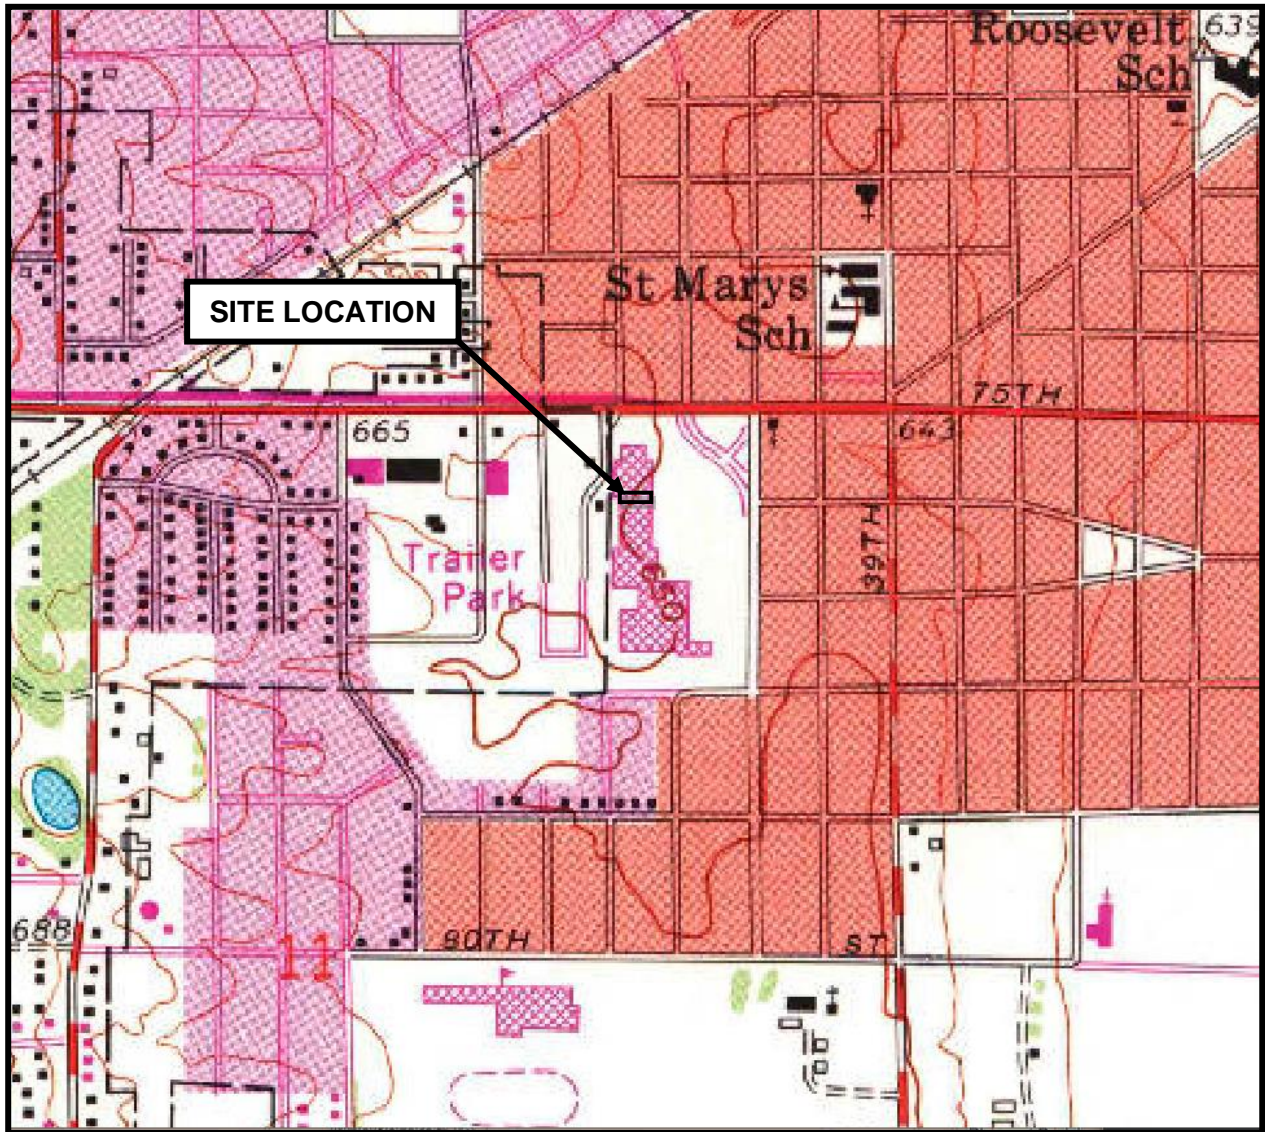 Roosevelt
Sch
639
SITE LOCATION
St Marys
Sch
75TH
665
643
39TH
Trailer
Park
688
11
80TH
ST